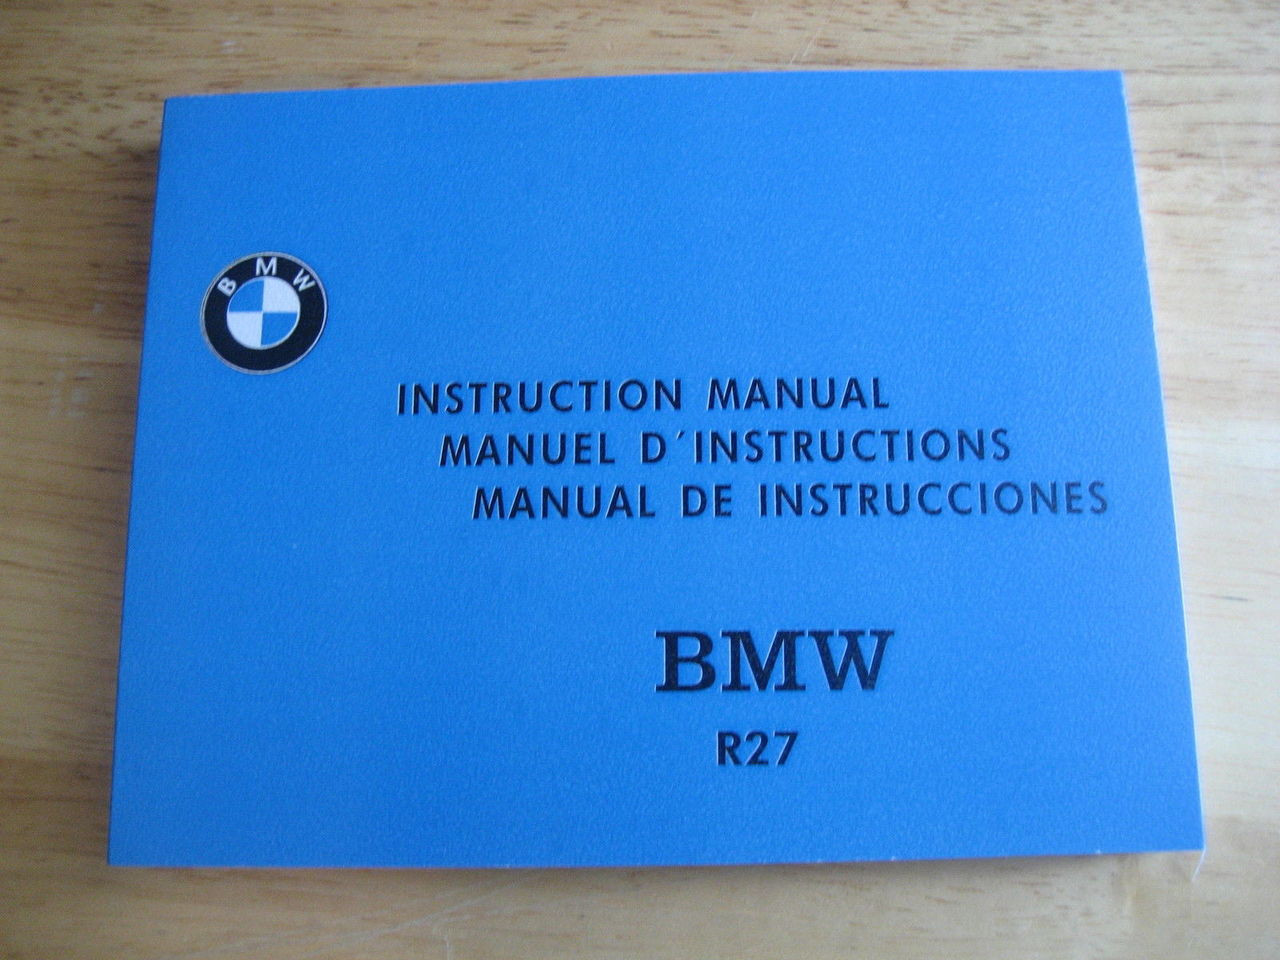 BMW
INSTRUCTION MANUAL
MANUEL D´INSTRUCTIONS
MANUAL DE INSTRUCCIONES
BMW
R27